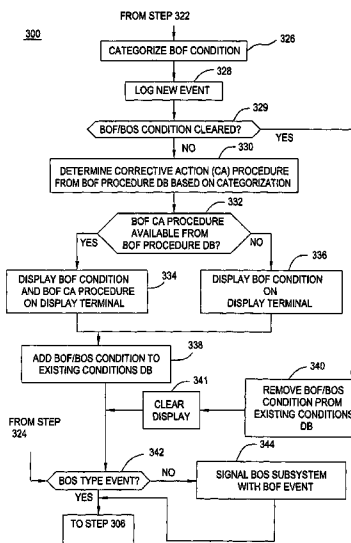 FROM STEP 322
300
CATEGORIZE BOF CONDITION
326
328
LOG NEW EVENT
329
BOF/BOS CONDITION CLEARED?
YES
NO
330
DETERMINE CORRECTIVE ACTION (CA) PROCEDURE
FROM BOF PROCEDURE DB BASED ON CATEGORIZATION
332
BOF CA PROCEDURE
AVAILABLE FROM
BOF PROCEDURE DB?
YES
NO
334
336
DISPLAY BOF CONDITION
AND BOF CA PROCEDURE
ON DISPLAY TERMINAL
DISPLAY BOF CONDITION
ON
DISPLAY TERMINAL
338
ADD BOF/BOS CONDITION TO
EXISTING CONDITIONS DB
341
CLEAR
DISPLAY
340
REMOVE BOF/BOS
CONDITION PROM
EXISTING CONDITIONS
DB
FROM STEP
324
342
344
BOS TYPE EVENT?
NO
SIGNAL BOS SUBSYSTEM
WITH BOF EVENT
YES
TO STEP 306